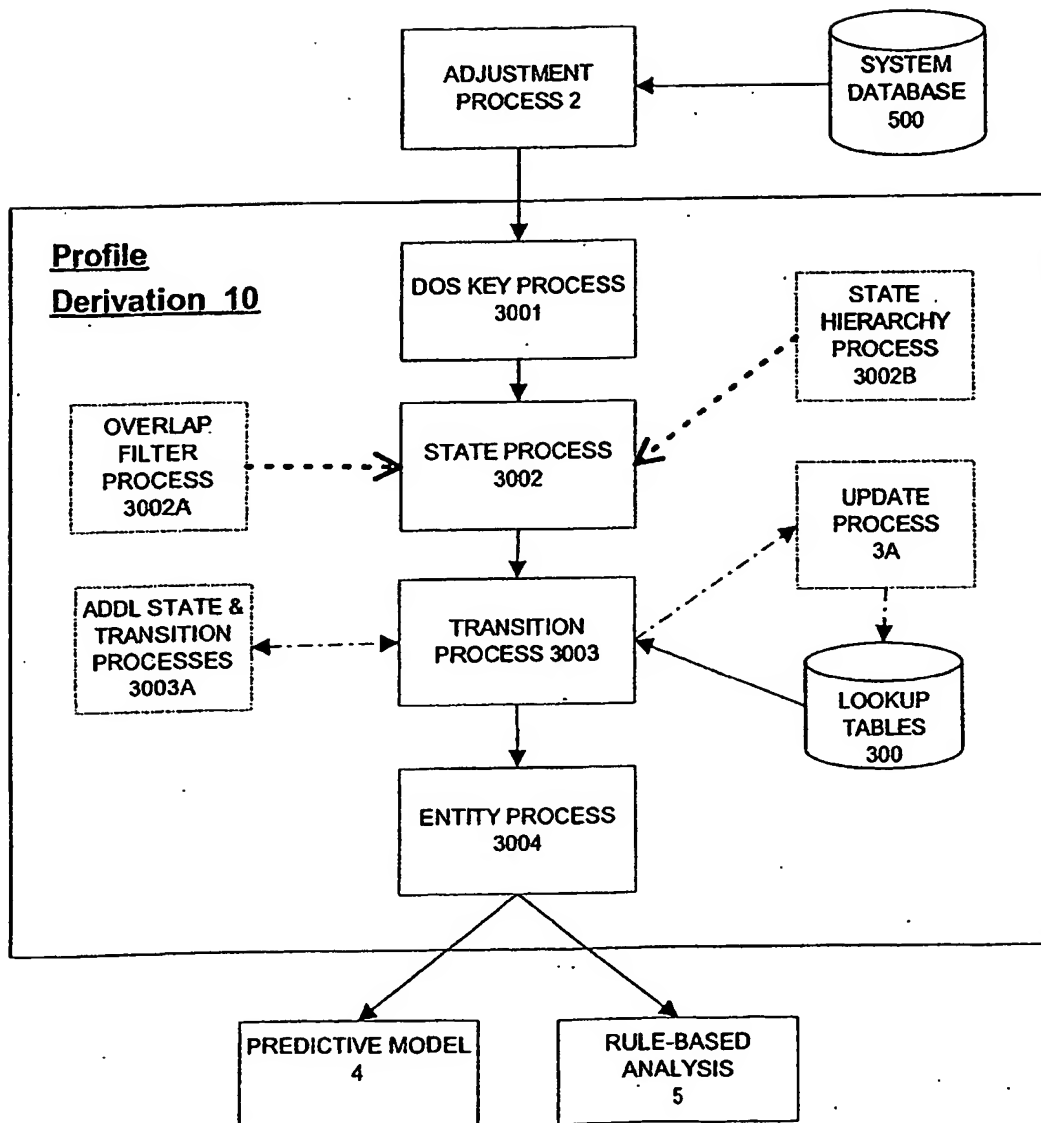 ADJUSTMENT
PROCESS 2
SYSTEM
DATABASE
500
Profile
Derivation 10
DOS KEY PROCESS
3001
STATE
HIERARCHY
PROCESS
3002B
OVERLAP.
FILTER
PROCESS
3002A
STATE PROCESS
3002
UPDATE
PROCESS
3A
ADDL STATE &
TRANSITION
PROCESSES
3003A
TRANSITION
PROCESS 3003
LOOKUP
TABLES
300
ENTITY PROCESS
3004
PREDICTIVE MODEL
4
RULE-BASED
ANALYSIS
5